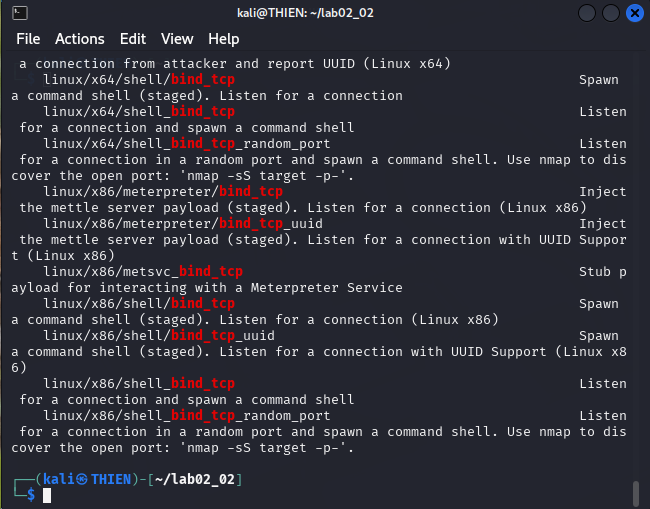 kali@THIEN: ~/lab02_02
File Actions Edit View Help
a connection from attacker and report UUID (Linux x64)
linux/x64/shell/bind_tcp Spawn
a command shell (staged). Listen for a connection
linux/x64/shell_bind_tcp Listen
for a connection and spawn a command shell
linux/x64/shell_bind_tcp_random_port Listen
for a connection in a random port and spawn a command shell. Use nmap to dis
cover the open port: 'nmap -sS target -p-'.
linux/x86/meterpreter/bind_tcp Inject
the mettle server payload (staged). Listen for a connection (Linux x86)
linux/x86/meterpreter/bind_tcp_uuid Inject
the mettle server payload (staged). Listen for a connection with UUID Suppor
t (Linux x86)
linux/x86/metsvc_bind_tcp Stub p
ayload for interacting with a Meterpreter Service
linux/x86/shell/bind_tcp Spawn
a command shell (staged). Listen for a connection (Linux x86)
linux/x86/shell/bind_tcp_uuid Spawn
a command shell (staged). Listen for a connection with UUID Support (Linux x8
6)
linux/x86/shell_bind_tcp Listen
for a connection and spawn a command shell
linux/x86/shell_bind_tcp_random_port Listen
for a connection in a random port and spawn a command shell. Use nmap to dis
cover the open port: 'nmap -sS target -p-'.
┌──(kali㉿THIEN)-[~/lab02_02]
└─$